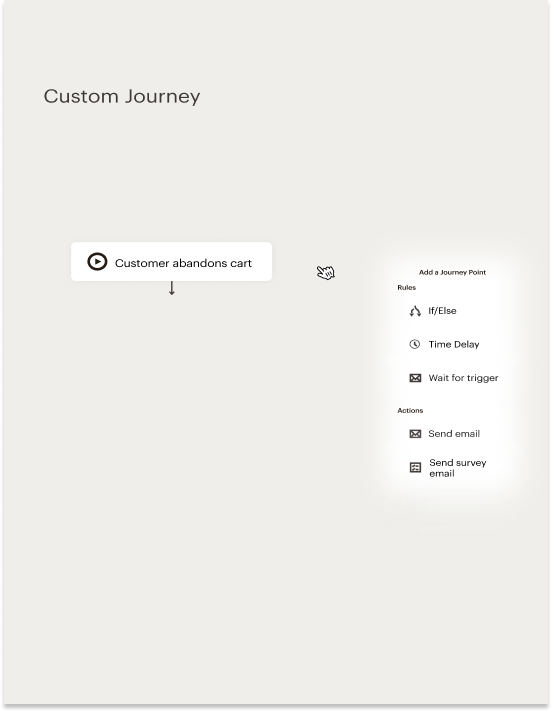 Custom Journey
Customer abandons cart
Add a Journey Point
Rules
If/Else
Time Delay
Wait for trigger
Actions
Send email
Send survey
email